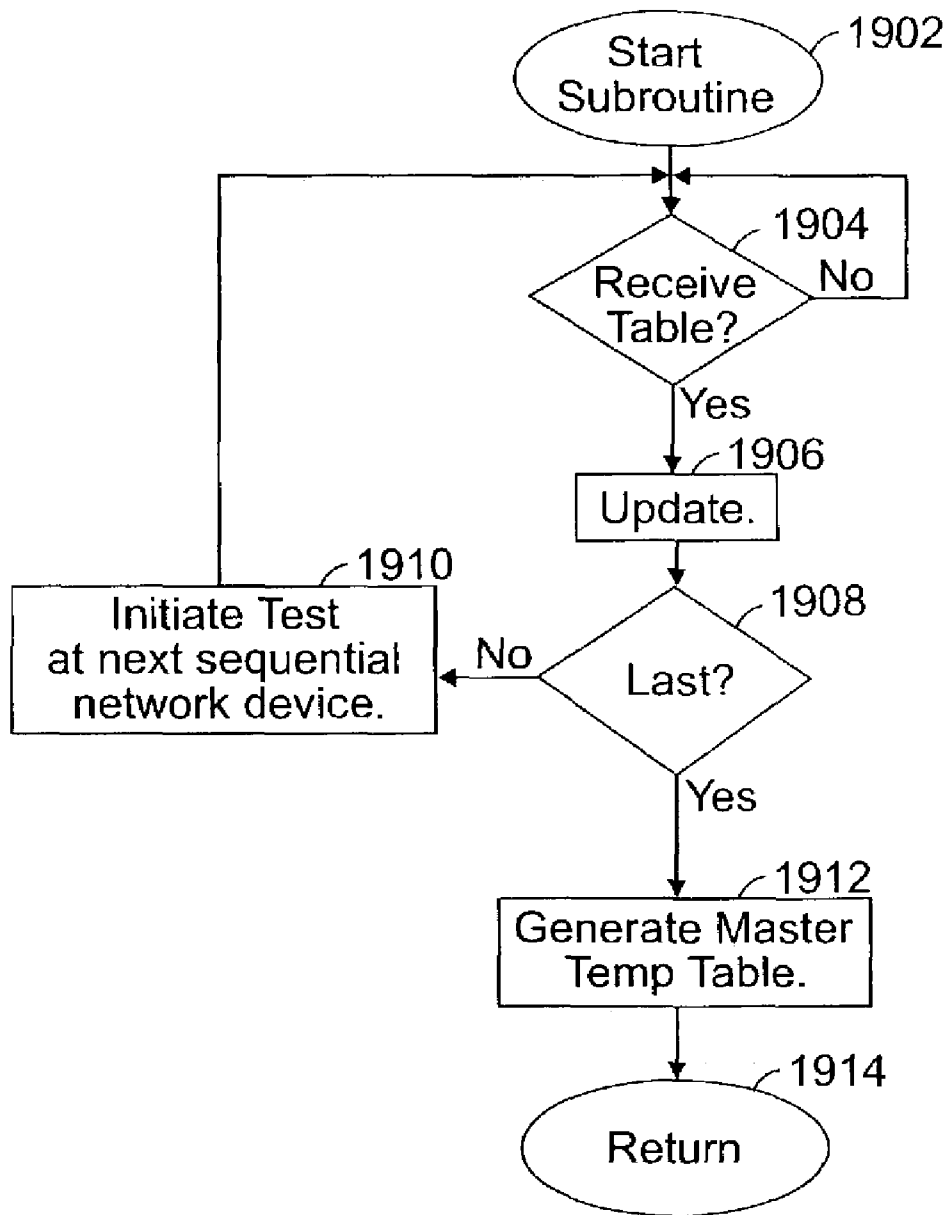 1902
Start
Subroutine
1904
Receive
Table?
No
Yes
1906
Update.
1910
Initiate Test
at next sequential
network device.
No
1908
Last?
Yes
1912
Generate Master
Temp Table.
1914
Return